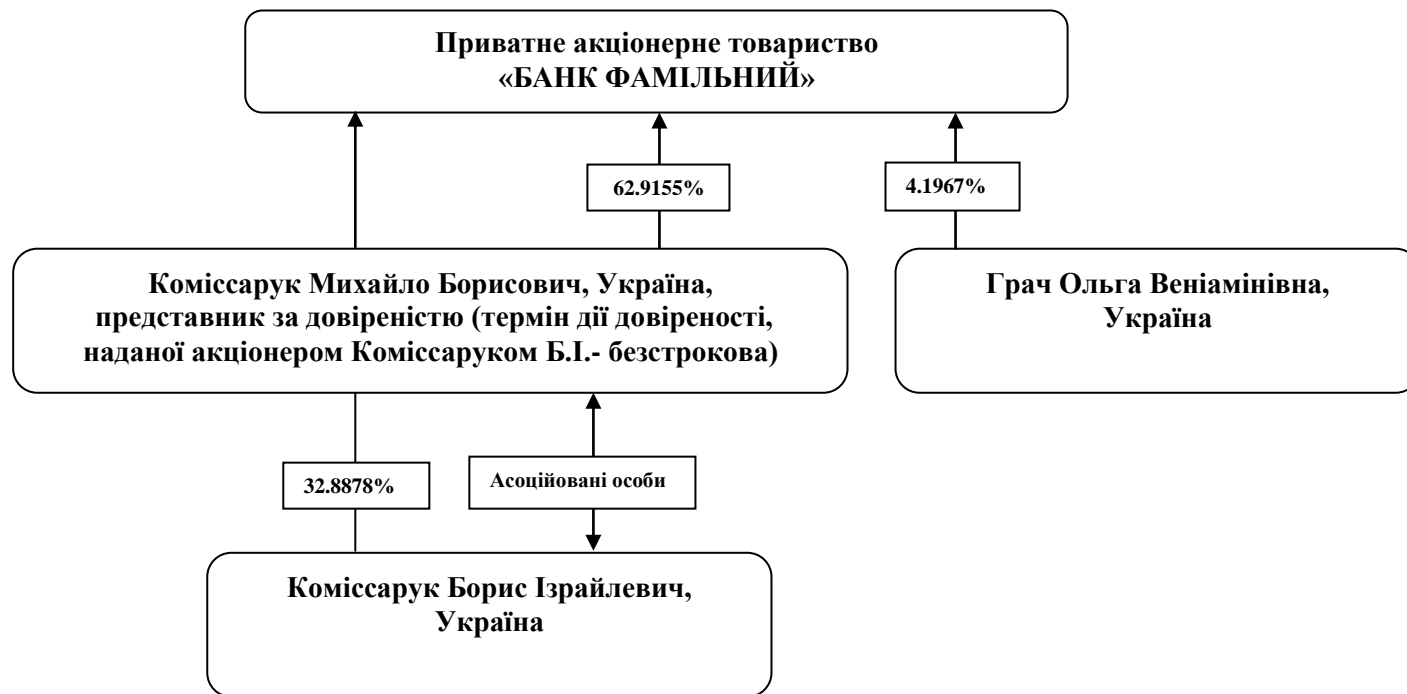 Приватне акціонерне товариство
«БАНК ФАМІЛЬНИЙ»
62.9155%
4.1967%
Коміссарук Михайло Борисович, Україна,
представник за довіреністю (термін дії довіреності,
наданої акціонером Коміссаруком Б.І.- безстрокова)
Грач Ольга Веніамінівна,
Україна
32.8878%
Асоційовані особи
Коміссарук Борис Ізрайлевич,
Україна